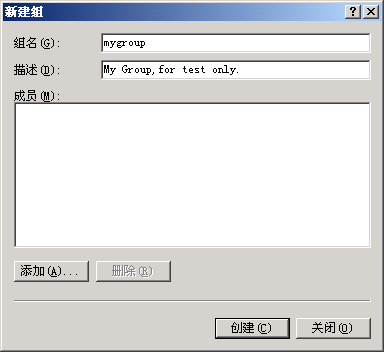 新建组
组名(G): mygroup
描述(D): My Group,for test only.
成员(M):
添加(A)... 删除(R)
创建(C) 关闭(O)